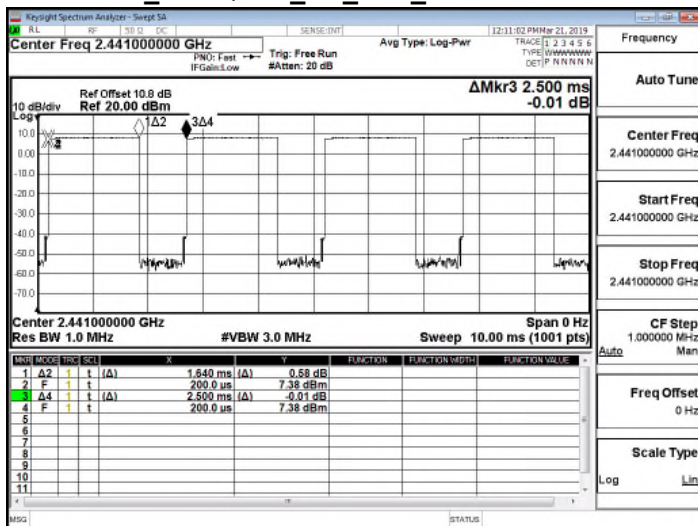 Keysight Spectrum Analyzer - Swept SA
RL RF 50 Ω DC SENSE:INT 12:11:02 PM Mar 21, 2019
Center Freq 2.441000000 GHz Avg Type: Log-Pwr TRACE 1 2 3 4 5 6
PNO: Fast Trig: Free Run TYPE WWWWWW
IFGain:Low #Atten: 20 dB DET P N N N N N
ΔMkr3 2.500 ms
-0.01 dB
Ref Offset 10.8 dB
10 dB/div Ref 20.00 dBm
Log
1Δ2 3Δ4
10.0
0.00
-10.0
-20.0
-30.0
-40.0
-50.0
-60.0
-70.0
Center 2.441000000 GHz Span 0 Hz
Res BW 1.0 MHz #VBW 3.0 MHz Sweep 10.00 ms (1001 pts)
MKR MODE TRC SCL X Y FUNCTION FUNCTION WIDTH FUNCTION VALUE
1 Δ2 1 t (Δ) 1.640 ms (Δ) 0.58 dB
2 F 1 t 200.0 us 7.38 dBm
3 Δ4 1 t (Δ) 2.500 ms (Δ) -0.01 dB
4 F 1 t 200.0 us 7.38 dBm
5
6
7
8
9
10
11
MSG STATUS
Frequency
Auto Tune
Center Freq
2.441000000 GHz
Start Freq
2.441000000 GHz
Stop Freq
2.441000000 GHz
CF Step
1.000000 MHz
Auto Man
Freq Offset
0 Hz
Scale Type
Log Lin